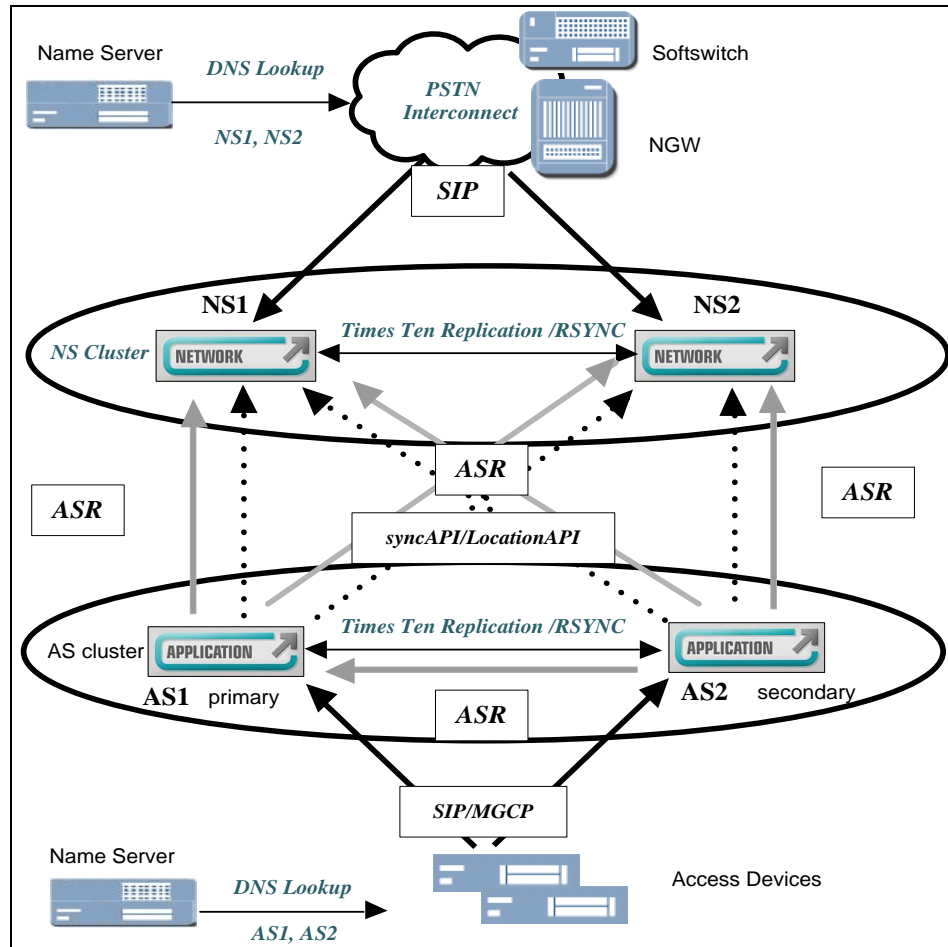 Name Server
DNS Lookup
NS1, NS2
PSTN
Interconnect
Softswitch
NGW
SIP
NS1
NS2
NS Cluster
NETWORK
Times Ten Replication /RSYNC
NETWORK
ASR
ASR
ASR
syncAPI/LocationAPI
AS cluster
APPLICATION
Times Ten Replication /RSYNC
APPLICATION
AS1 primary
AS2 secondary
ASR
SIP/MGCP
Name Server
DNS Lookup
AS1, AS2
Access Devices